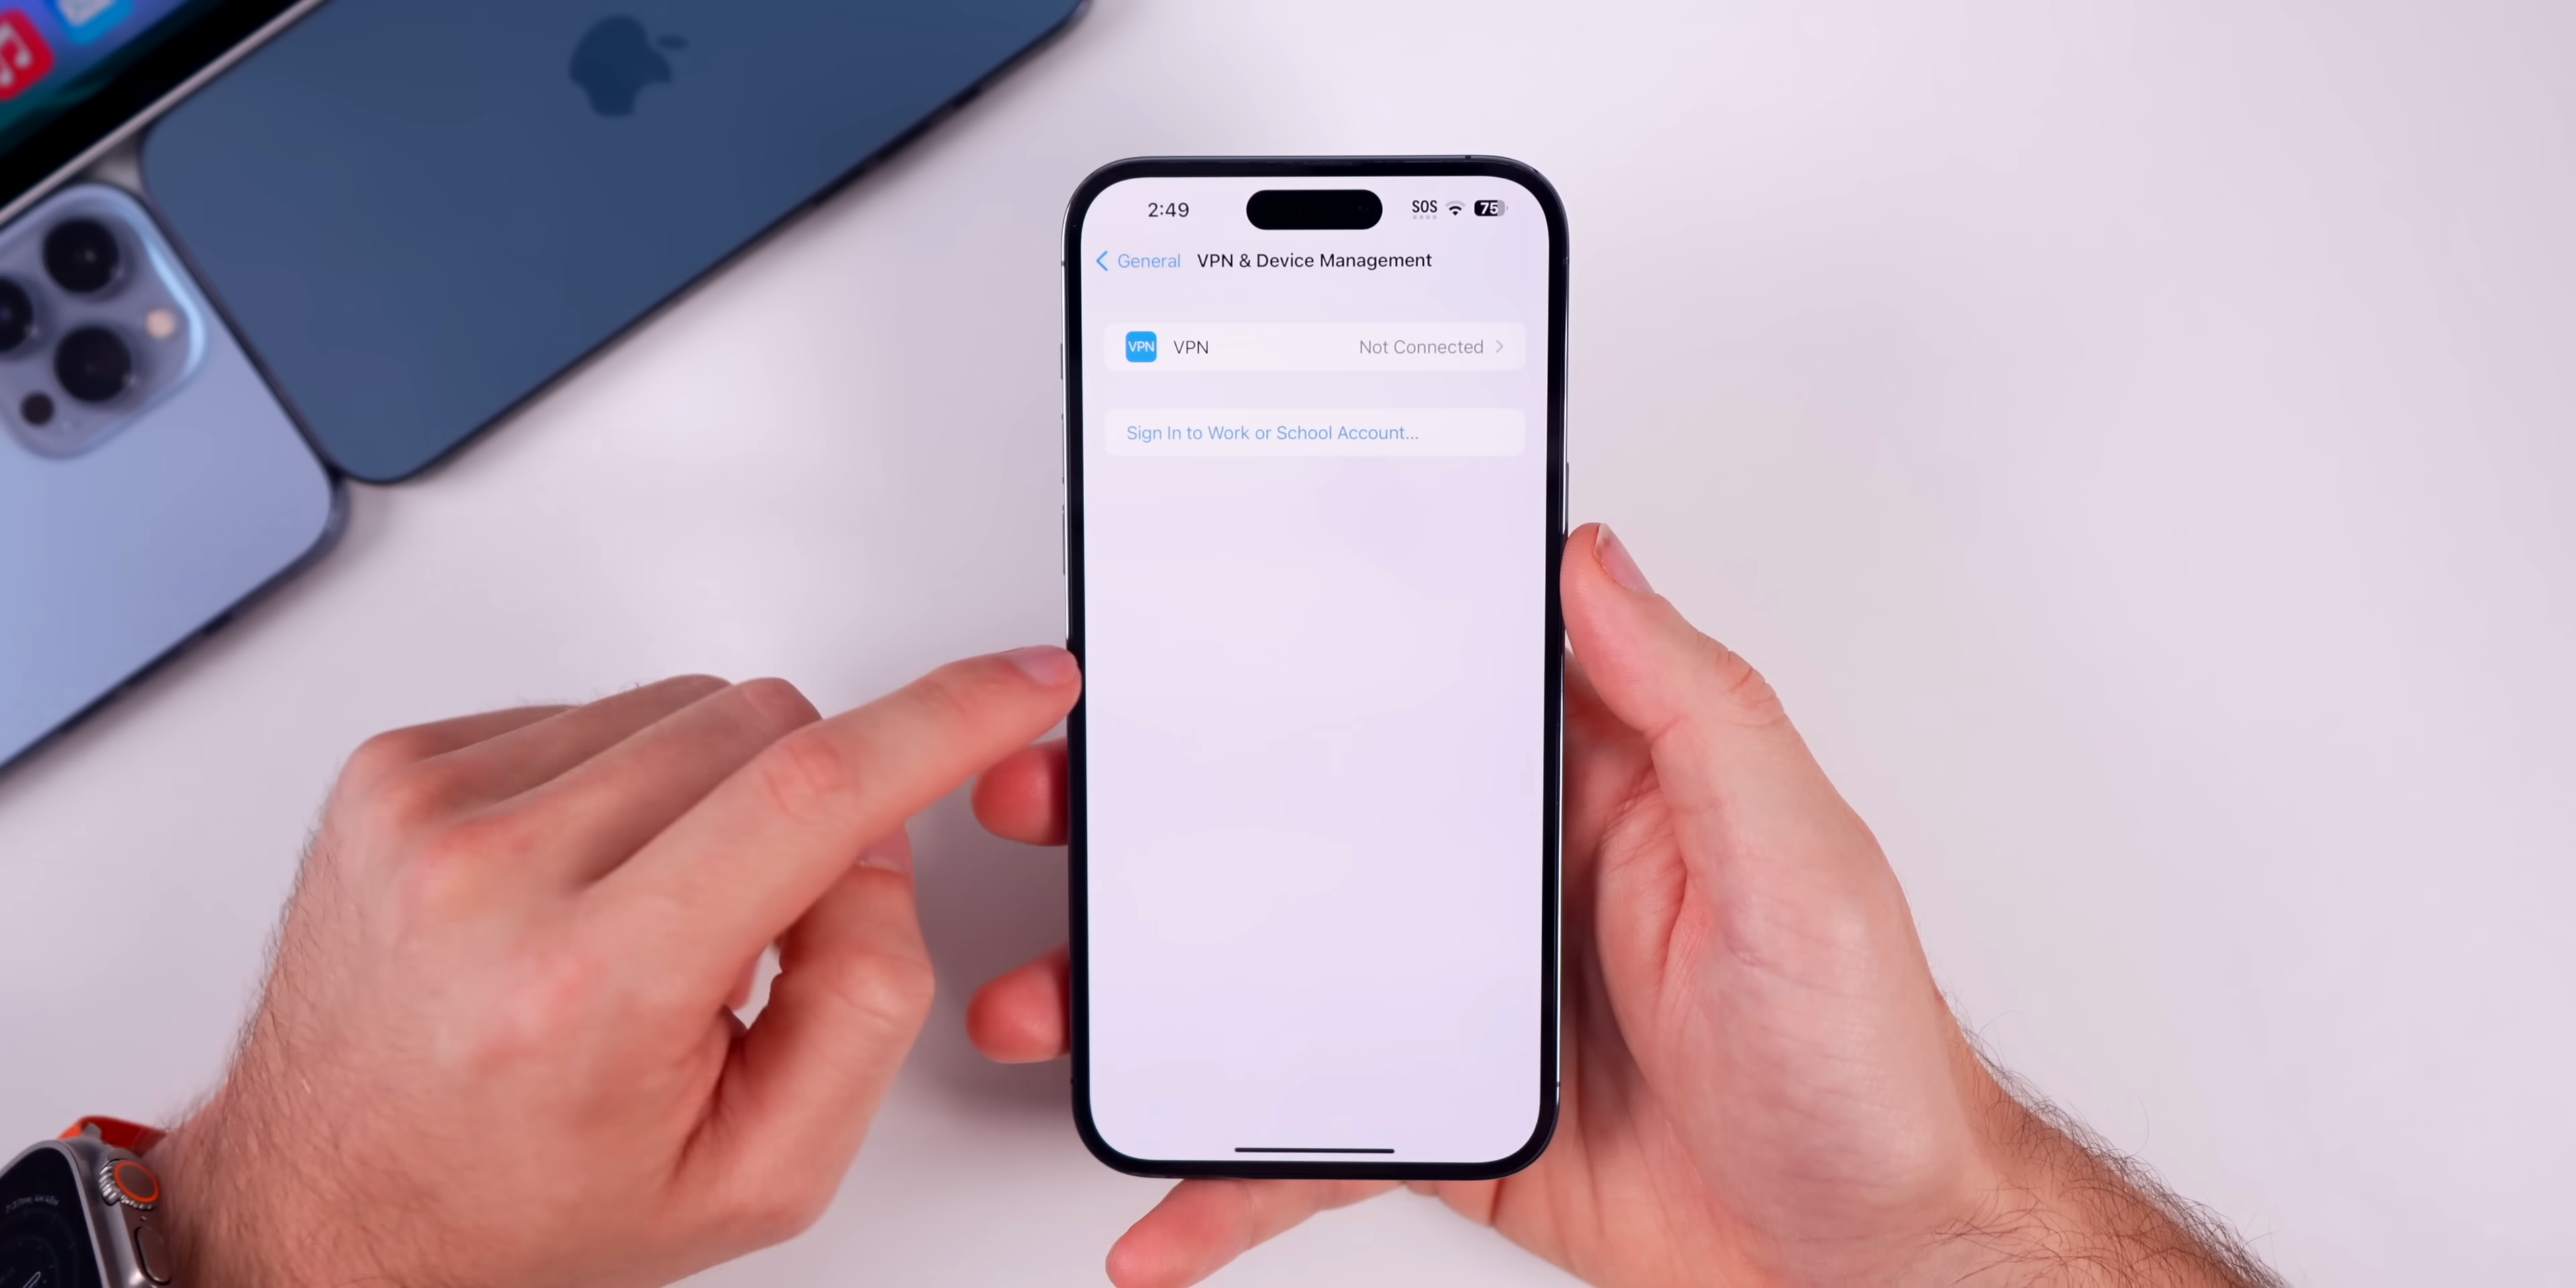 2:49
SOS
75
General
VPN & Device Management
VPN
VPN
Not Connected
Sign In to Work or School Account...